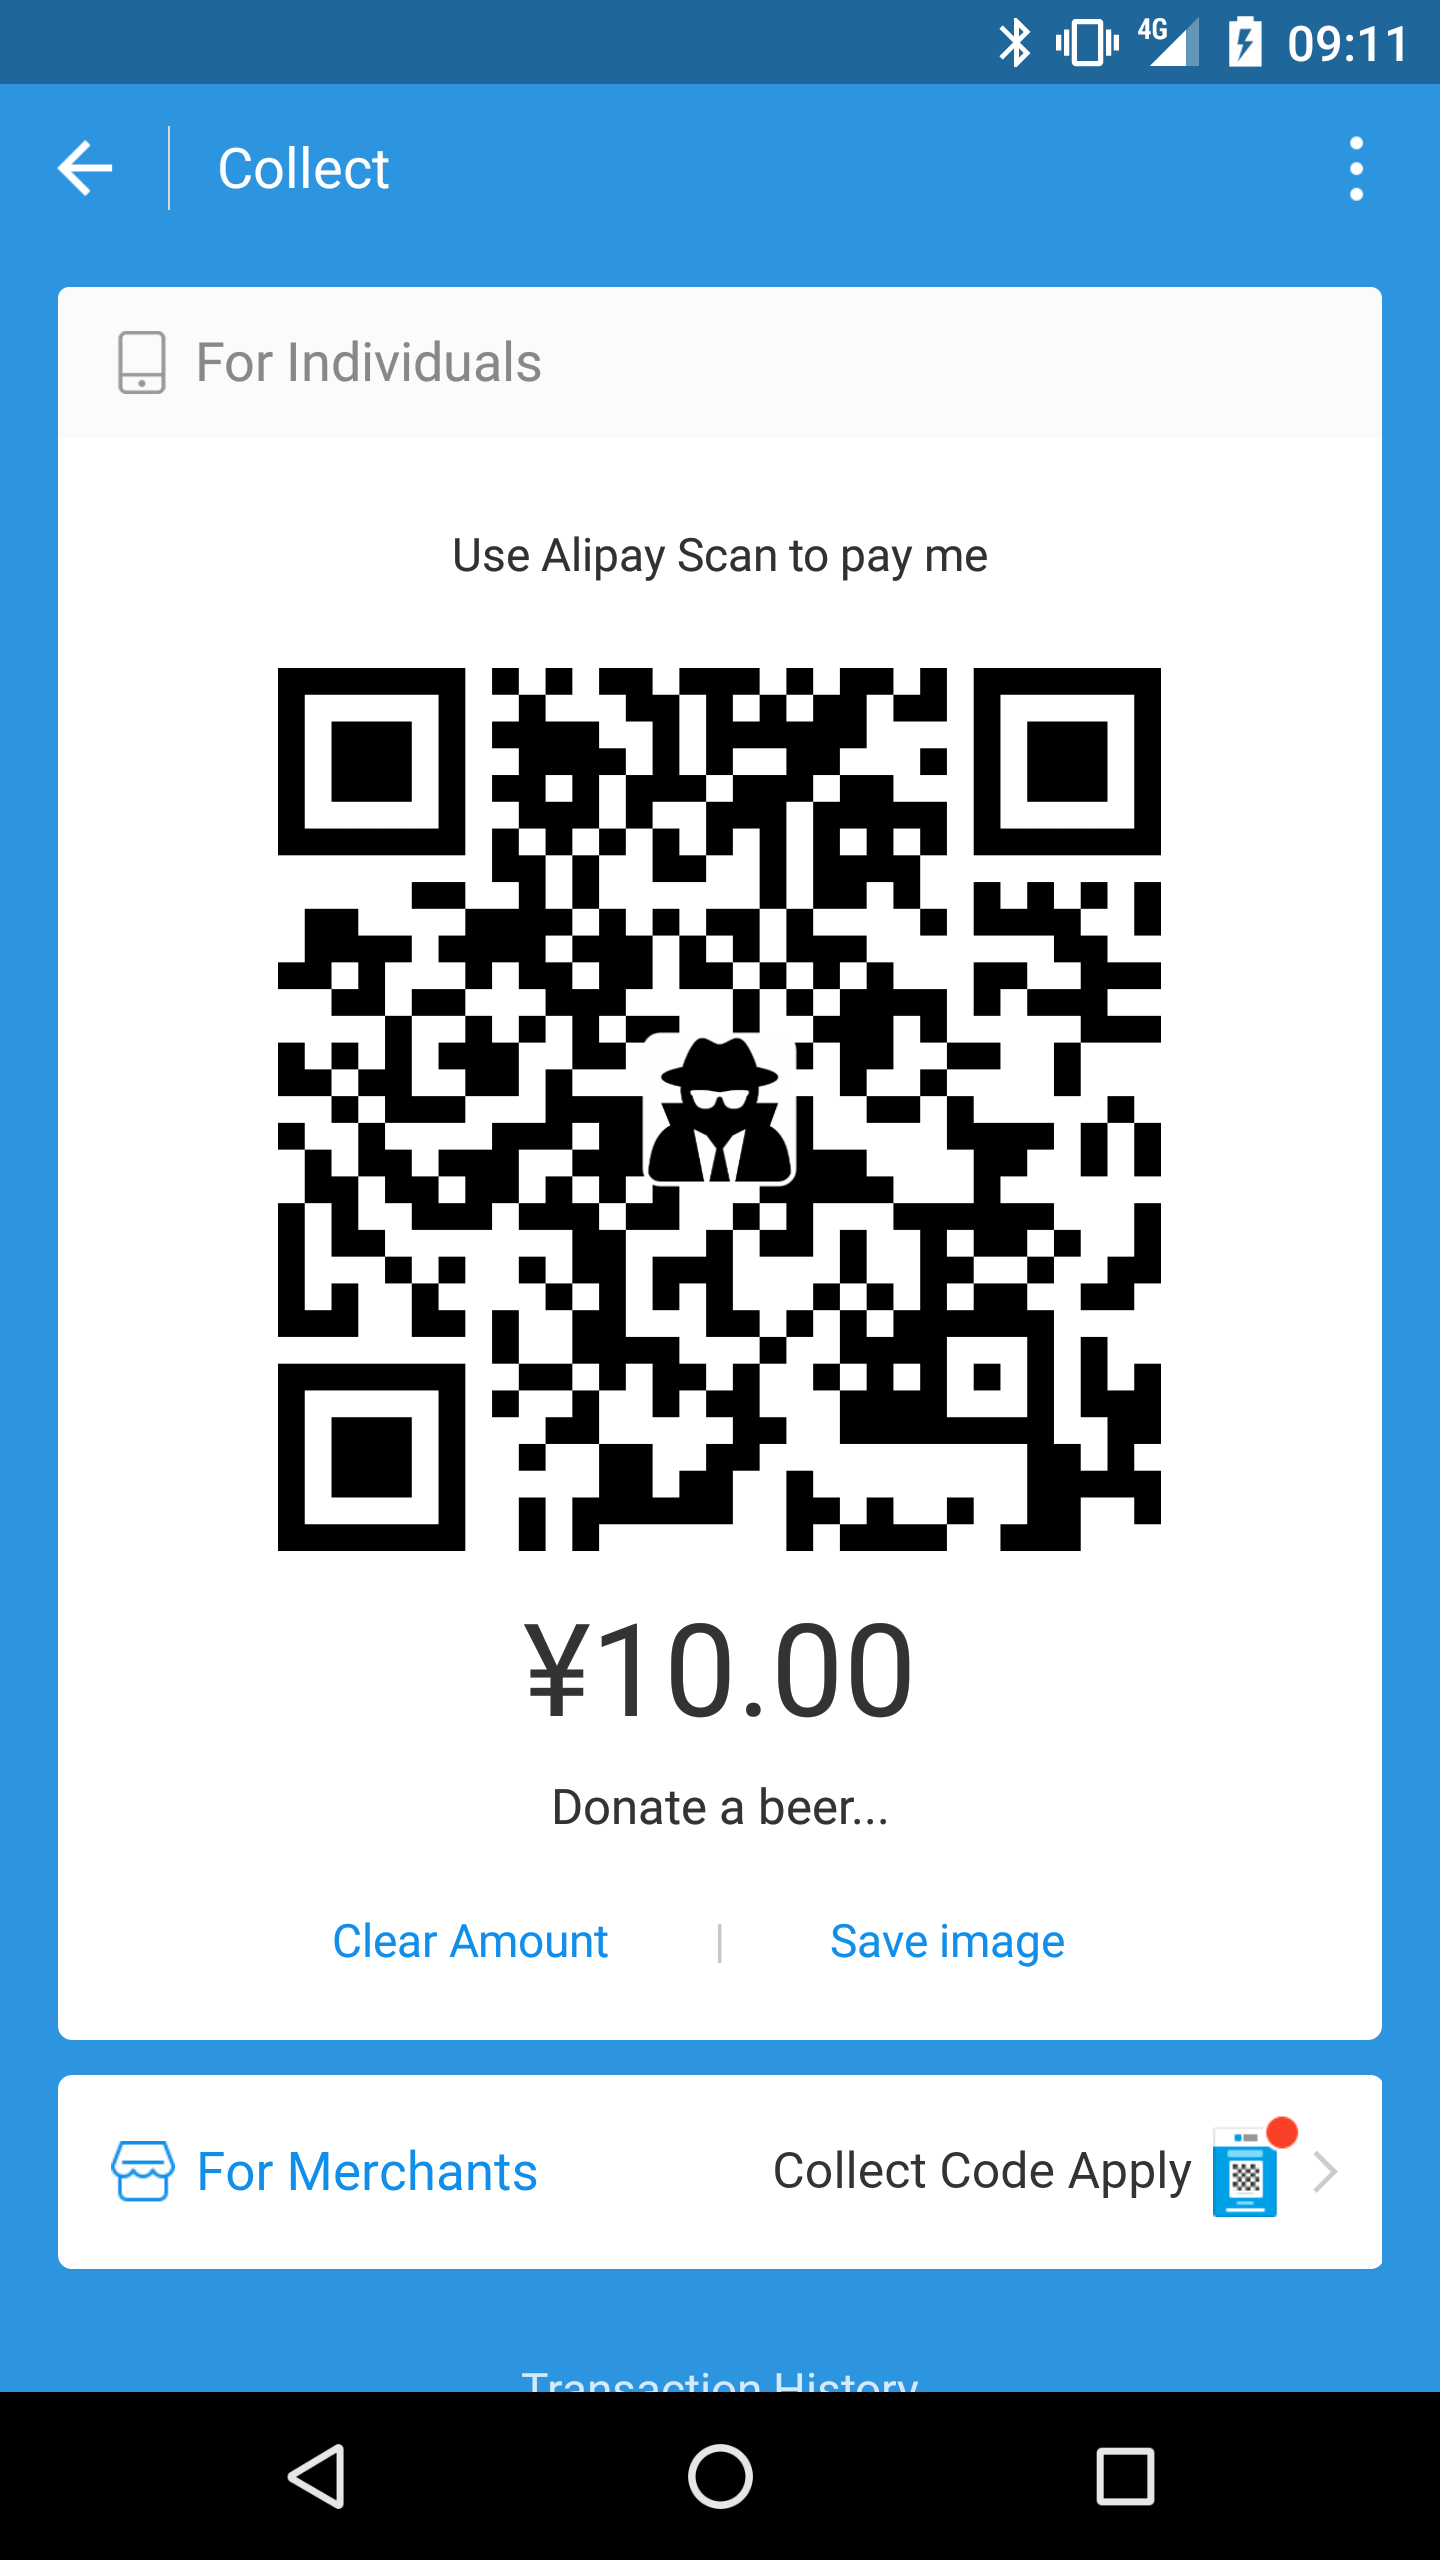 4G 09:11
Collect
For Individuals
Use Alipay Scan to pay me
¥10.00
Donate a beer...
Clear Amount | Save image
For Merchants Collect Code Apply
Transaction History